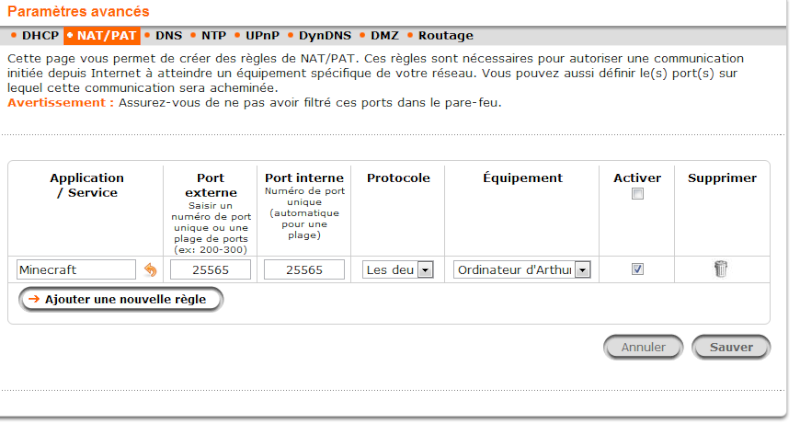 Paramètres avancés
DHCP NAT/PAT DNS NTP UPnP DynDNS DMZ Routage
Cette page vous permet de créer des règles de NAT/PAT. Ces règles sont nécessaires pour autoriser une communication
initiée depuis Internet à atteindre un équipement spécifique de votre réseau. Vous pouvez aussi définir le(s) port(s) sur
lequel cette communication sera acheminée.
Avertissement : Assurez-vous de ne pas avoir filtré ces ports dans le pare-feu.
Application
/ Service
Port
externe
Saisir un
numéro de port
unique ou une
plage de ports
(ex: 200-300)
Port interne
Numéro de port
unique
(automatique
pour une
plage)
Protocole
Équipement
Activer
Supprimer
Minecraft 25565 25565 Les deu Ordinateur d'Arthu
Ajouter une nouvelle règle
Annuler Sauver